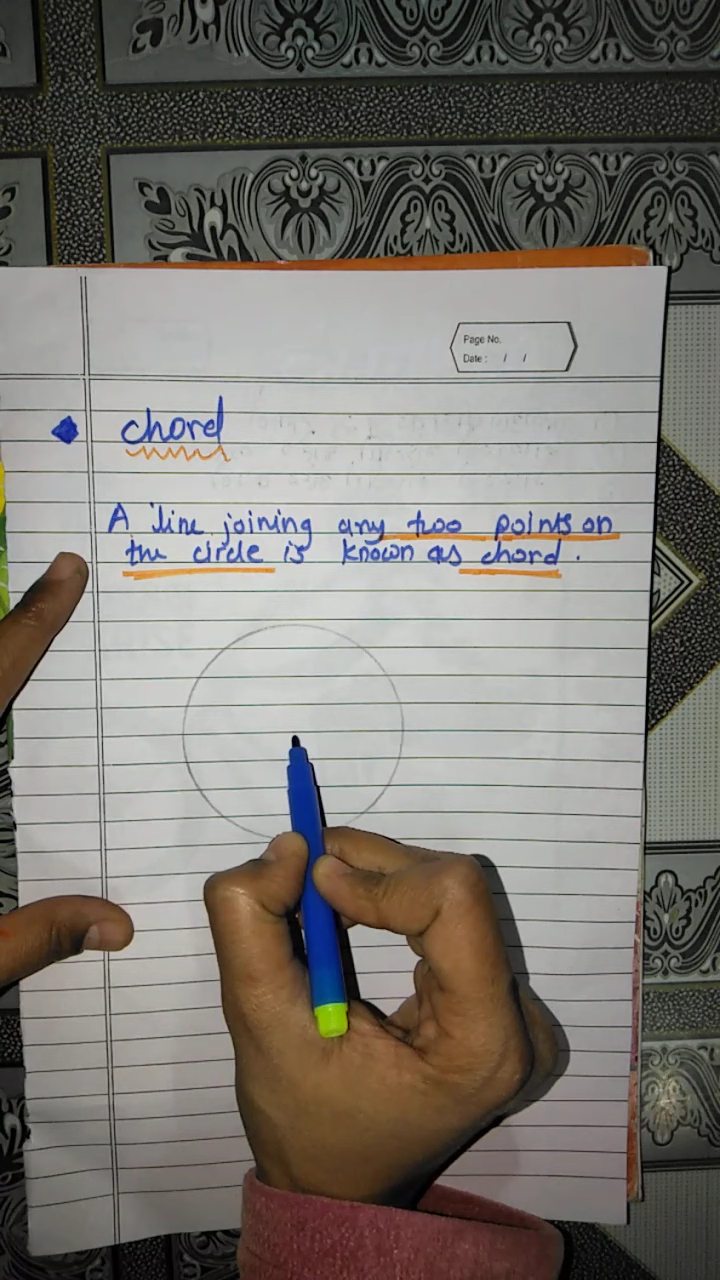 Page No.
Date : / /
chord
A line joining any two points on
the circle is known as chord.